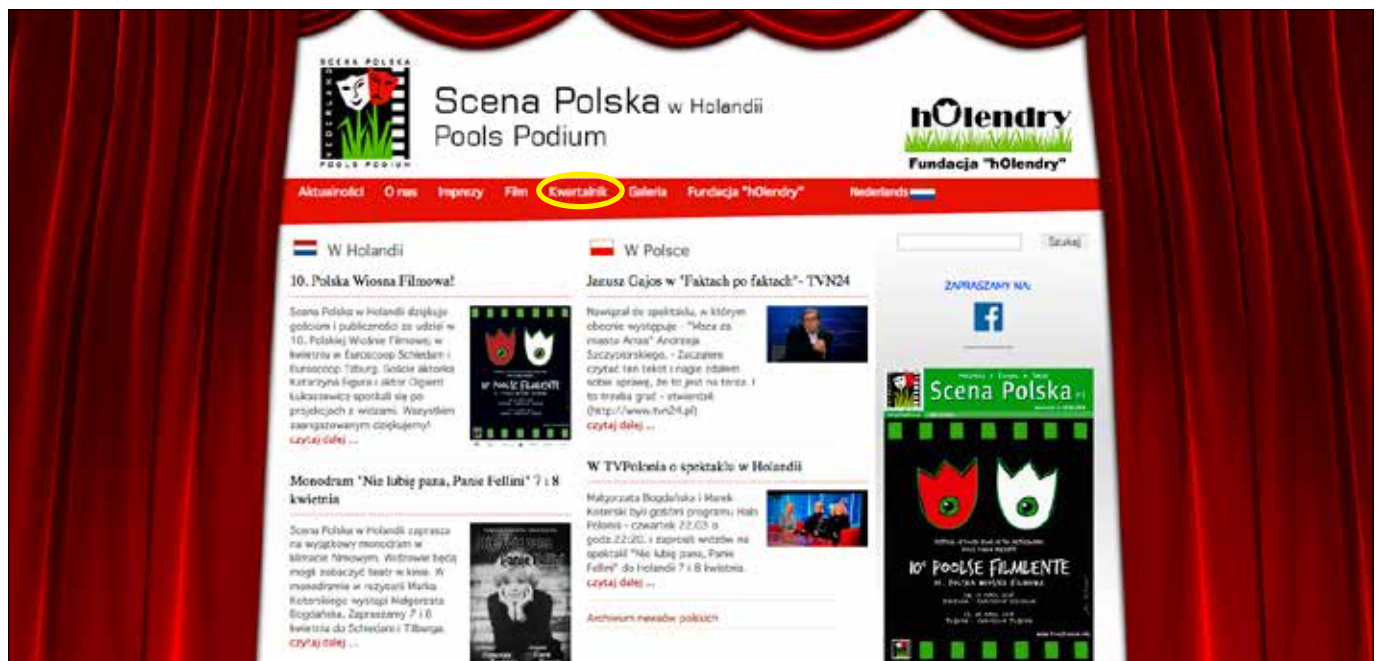 SCENA POLSKA
NEDERLAND
POOLS PODIUM
Scena Polska w Holandii
Pools Podium
hOlendry
Fundacja "hOlendry"
Aktualności O nas Imprezy Film Kwartalnik Galeria Fundacja "hOlendry" Nederlands
Szukaj
W Holandii
10. Polska Wiosna Filmowa!
Scena Polska w Holandii dziękuje
gościom i publiczności za udział w
10. Polskiej Wiośnie Filmowej w
kwietniu w Euroscoop Schiedam i
Euroscoop Tilburg. Goście aktorka
Katarzyna Figura i aktor Olgierd
Łukaszewicz spotkali się po
projekcjach z widzami. Wszystkim
zaangażowanym dziękujemy!
czytaj dalej ...
Monodram "Nie lubię pana, Panie Fellini" 7 i 8
kwietnia
Scena Polska w Holandii zaprasza
na wyjątkowy monodram w
klimacie filmowym. Widzowie będą
mogli zobaczyć teatr w kinie. W
monodramie w reżyserii Marka
Koterskiego wystąpi Małgorzata
Bogdańska. Zapraszamy 7 i 8
kwietnia do Schiedam i Tilburga.
czytaj dalej ...
Panie Fellini
W Polsce
Janusz Gajos w "Faktach po faktach"- TVN24
Nawiązał do spektaklu, w którym
obecnie występuje - "Msza za
miasto Arras" Andrzeja
Szczypiorskiego. - Zacząłem
czytać ten tekst i nagle zdałem
sobie sprawę, że to jest na teraz. I
to trzeba grać - stwierdził.
(http://www.tvn24.pl)
czytaj dalej ...
W TVPolonia o spektaklu w Holandii
Małgorzata Bogdańska i Marek
Koterski byli gośćmi programu Halo
Polonia - czwartek 22.03 o
godz.22:20. i zaprosili widzów na
spektakl "Nie lubię pana, Panie
Fellini" do Holandii 7 i 8 kwietnia.
czytaj dalej ...
Archiwum newsów polskich
ZAPRASZAMY NA:
f
Scena Polska
10e POOLSE FILMLENTE
10. POLSKA WIOSNA FILMOWA